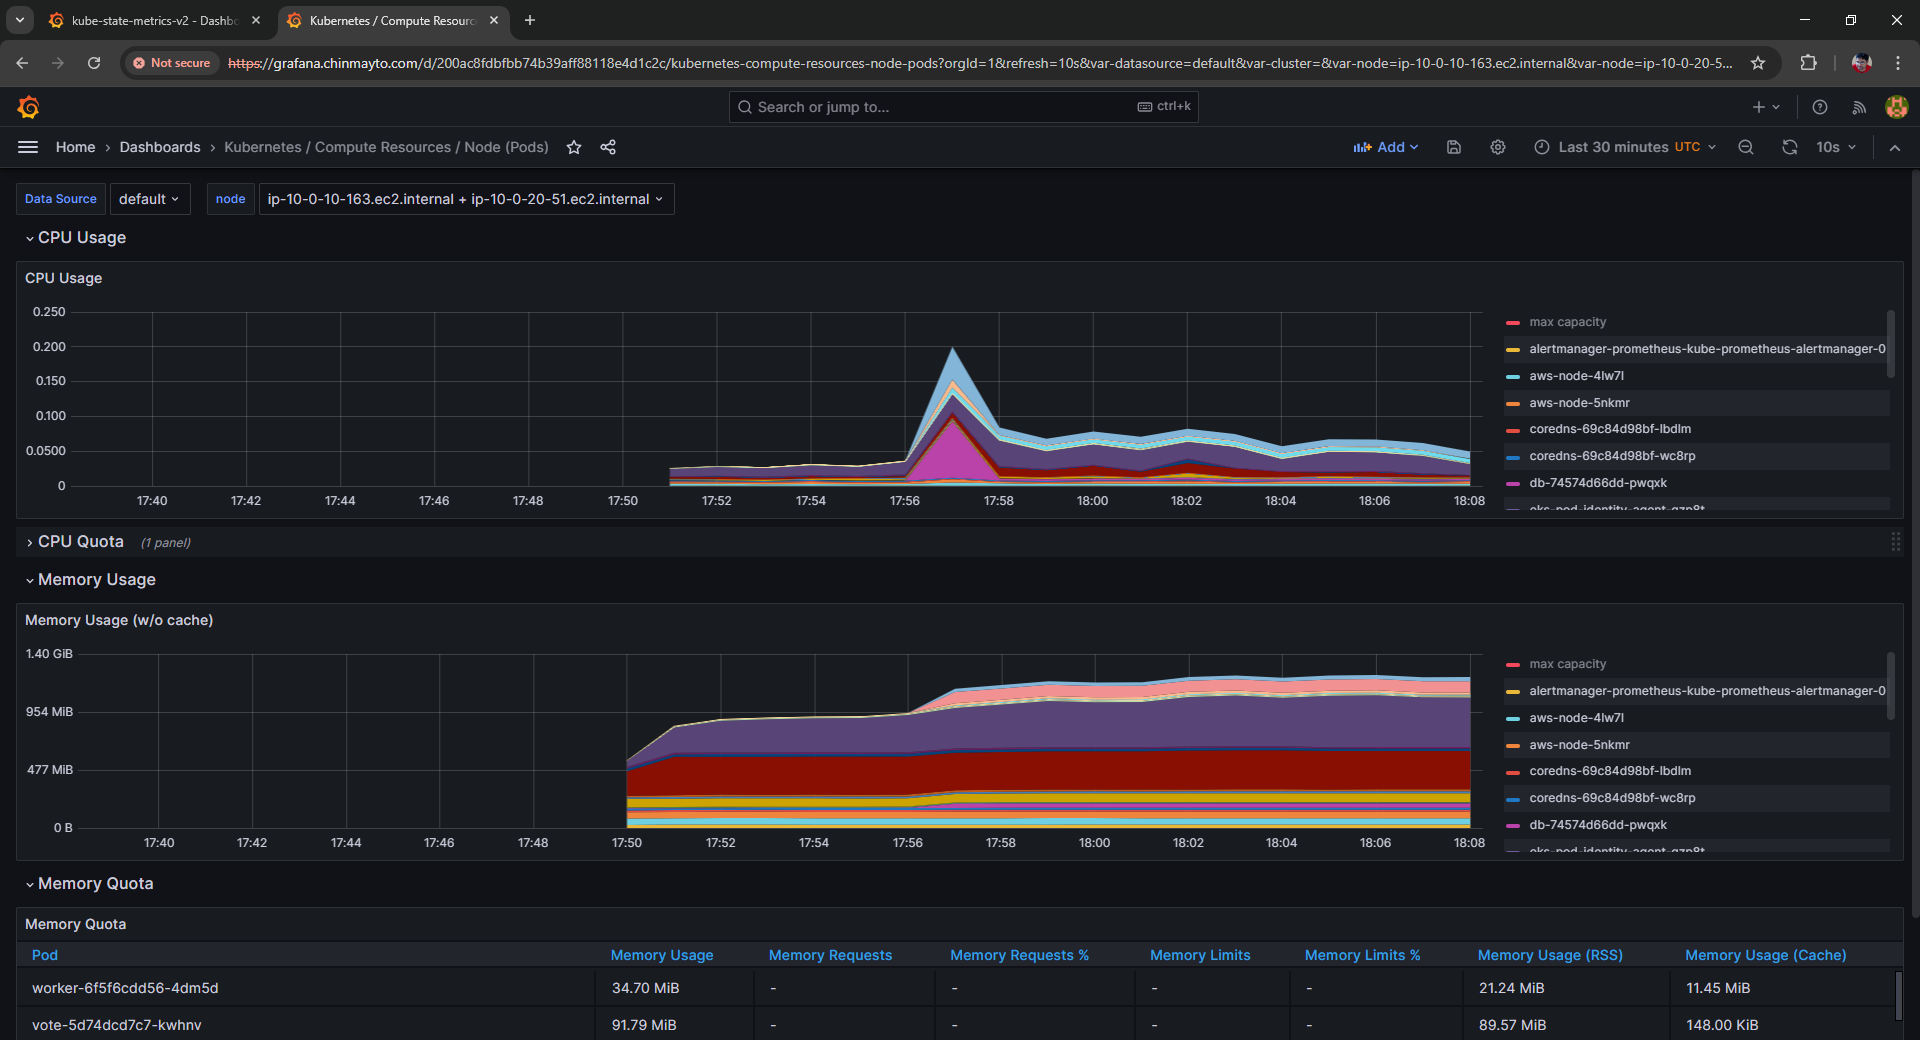 kube-state-metrics-v2 - Dashbo
Kubernetes / Compute Resourc
Not secure
https://grafana.chinmayto.com/d/200ac8fdbfbb74b39aff88118e4d1c2c/kubernetes-compute-resources-node-pods?orgId=1&refresh=10s&var-datasource=default&var-cluster=&var-node=ip-10-0-10-163.ec2.internal&var-node=ip-10-0-20-5...
Search or jump to... ctrl+k
Home › Dashboards › Kubernetes / Compute Resources / Node (Pods)
Add Last 30 minutes UTC 10s
Data Source default node ip-10-0-10-163.ec2.internal + ip-10-0-20-51.ec2.internal
CPU Usage
CPU Usage
0.250
0.200
0.150
0.100
0.0500
0
17:40 17:42 17:44 17:46 17:48 17:50 17:52 17:54 17:56 17:58 18:00 18:02 18:04 18:06 18:08
max capacity
alertmanager-prometheus-kube-prometheus-alertmanager-0
aws-node-4lw7l
aws-node-5nkmr
coredns-69c84d98bf-lbdlm
coredns-69c84d98bf-wc8rp
db-74574d66dd-pwqxk
eks-pod-identity-agent-qzp8t
CPU Quota (1 panel)
Memory Usage
Memory Usage (w/o cache)
1.40 GiB
954 MiB
477 MiB
0 B
17:40 17:42 17:44 17:46 17:48 17:50 17:52 17:54 17:56 17:58 18:00 18:02 18:04 18:06 18:08
max capacity
alertmanager-prometheus-kube-prometheus-alertmanager-0
aws-node-4lw7l
aws-node-5nkmr
coredns-69c84d98bf-lbdlm
coredns-69c84d98bf-wc8rp
db-74574d66dd-pwqxk
eks-pod-identity-agent-qzp8t
Memory Quota
Memory Quota
Pod Memory Usage Memory Requests Memory Requests % Memory Limits Memory Limits % Memory Usage (RSS) Memory Usage (Cache)
worker-6f5f6cdd56-4dm5d 34.70 MiB - - - - 21.24 MiB 11.45 MiB
vote-5d74dcd7c7-kwhnv 91.79 MiB - - - - 89.57 MiB 148.00 KiB